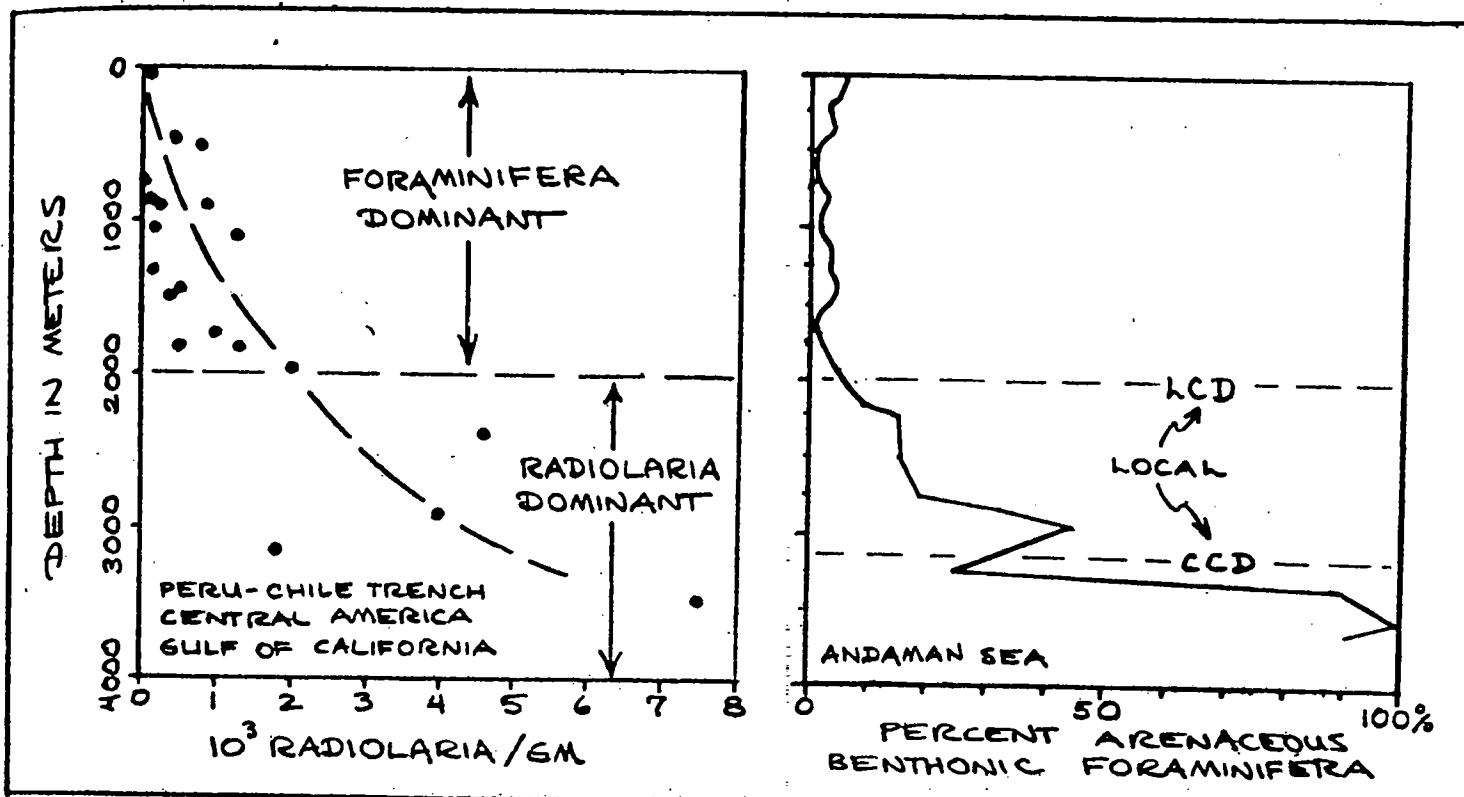 DEPTH IN METERS
0
1000
2000
3000
4000
FORAMINIFERA
DOMINANT
RADIOLARIA
DOMINANT
PERU-CHILE TRENCH
CENTRAL AMERICA
GULF OF CALIFORNIA
0 1 2 3 4 5 6 7 8
10³ RADIOLARIA/GM
LCD
LOCAL
CCD
ANDAMAN SEA
0 50 100%
PERCENT ARENACEOUS
BENTHONIC FORAMINIFERA